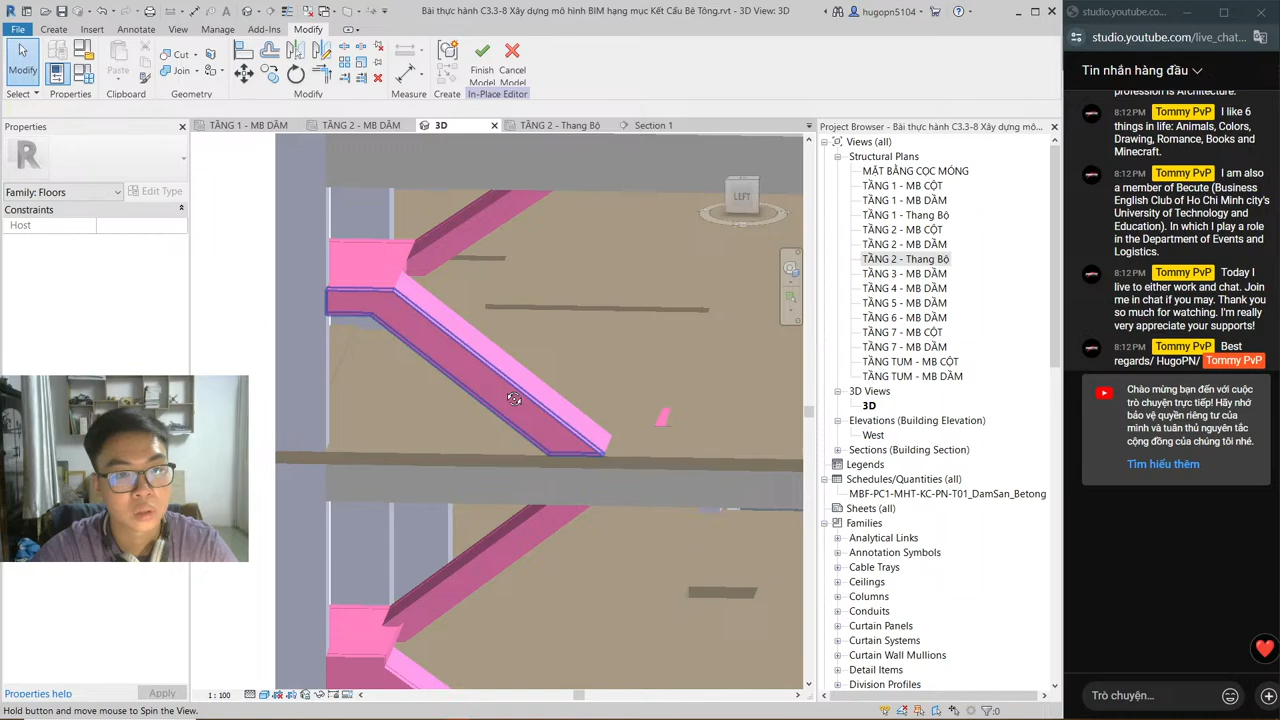 Bài thực hành C3.3-8 Xây dựng mô hình BIM hạng mục Kết Cấu Bê Tông.rvt - 3D View: 3D
hugopn5104
File Create Insert Annotate View Manage Add-Ins Modify
Modify
Paste
Cut
Join
Finish Model
Cancel Model
Select Properties Clipboard Geometry Modify Measure Create In-Place Editor
TẦNG 1 - MB DẦM
TẦNG 2 - MB DẦM
3D
TẦNG 2 - Thang Bộ
Section 1
Properties
Family: Floors
Edit Type
Constraints
Host
Properties help
Apply
LEFT
1 : 100
Hold button and move mouse to Spin the View.
:0
Project Browser - Bài thực hành C3.3-8 Xây dựng mô...
Views (all)
Structural Plans
MẶT BẰNG CỌC MÓNG
TẦNG 1 - MB CỘT
TẦNG 1 - MB DẦM
TẦNG 1 - Thang Bộ
TẦNG 2 - MB CỘT
TẦNG 2 - MB DẦM
TẦNG 2 - Thang Bộ
TẦNG 3 - MB DẦM
TẦNG 4 - MB DẦM
TẦNG 5 - MB DẦM
TẦNG 6 - MB DẦM
TẦNG 7 - MB CỘT
TẦNG 7 - MB DẦM
TẦNG TUM - MB CỘT
TẦNG TUM - MB DẦM
3D Views
3D
Elevations (Building Elevation)
West
Sections (Building Section)
Legends
Schedules/Quantities (all)
MBF-PC1-MHT-KC-PN-T01_DamSan_Betong
Sheets (all)
Families
Analytical Links
Annotation Symbols
Cable Trays
Ceilings
Columns
Conduits
Curtain Panels
Curtain Systems
Curtain Wall Mullions
Detail Items
Division Profiles
studio.youtube.co...
studio.youtube.com/live_chat...
Tin nhắn hàng đầu
profession is Architecture.
8:12 PM Tommy PvP I like 6
things in life: Animals, Colors,
Drawing, Romance, Books and
Minecraft.
8:12 PM Tommy PvP I am also
a member of Becute (Business
English Club of Ho Chi Minh city's
University of Technology and
Education). In which I play a role
in the Department of Events and
Logistics.
8:12 PM Tommy PvP Today I
live to either work and chat. Join
me in chat if you may. Thank you
so much for watching. I'm really
very appreciate your supports!
8:12 PM Tommy PvP Best
regards/ HugoPN/ Tommy PvP
Chào mừng bạn đến với cuộc
trò chuyện trực tiếp! Hãy nhớ
bảo vệ quyền riêng tư của
mình và tuân thủ nguyên tắc
cộng đồng của chúng tôi nhé.
Tìm hiểu thêm
Trò chuyện...